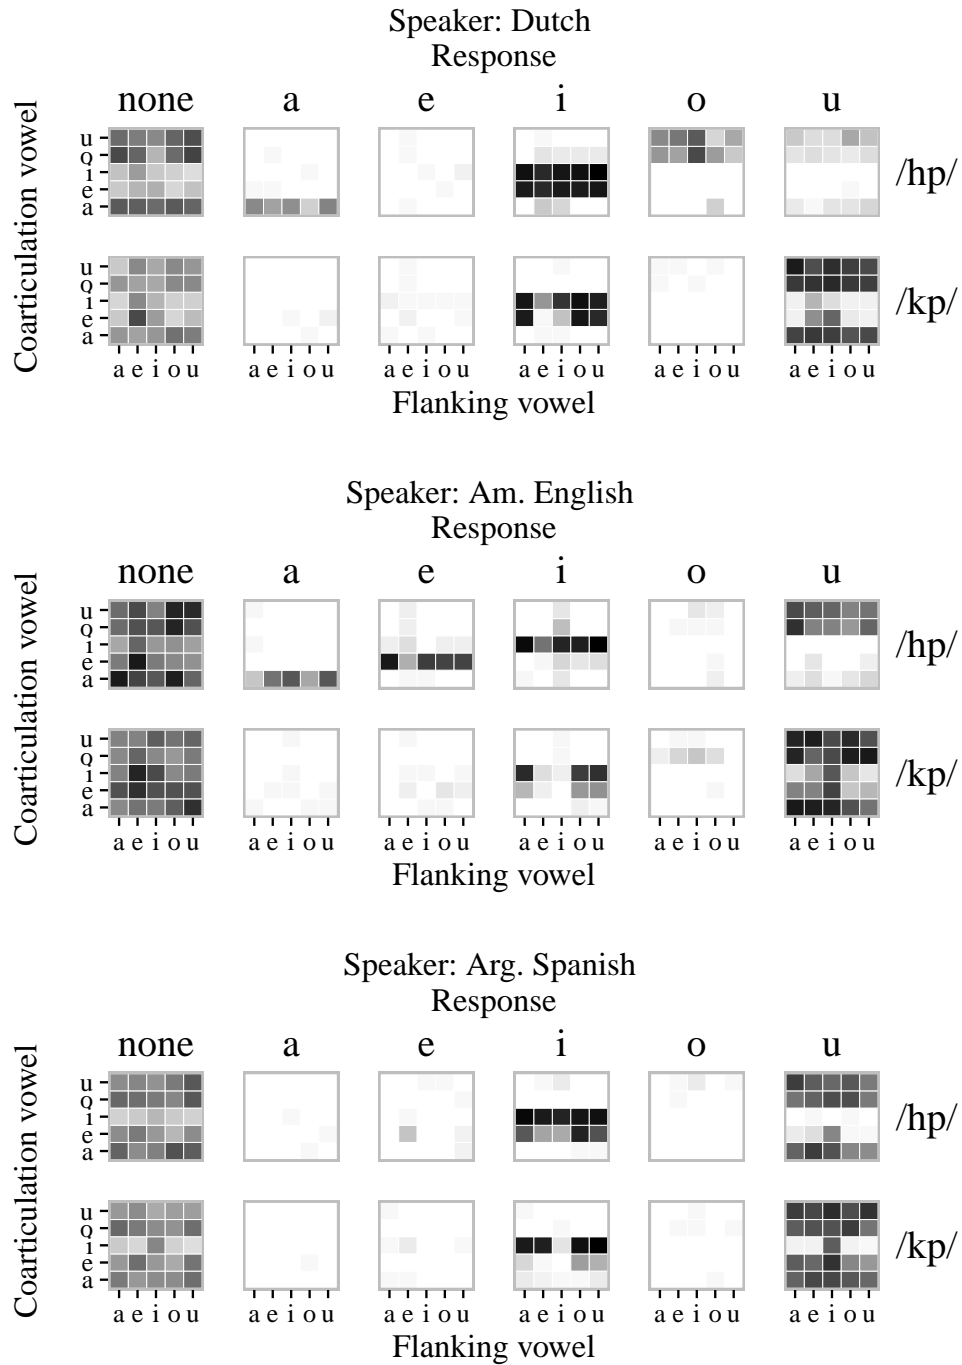 Speaker: Dutch
Response
none a e i o u
Coarticulation vowel
u
o
i
e
a
/hp/
u
o
i
e
a
/kp/
a e i o u a e i o u a e i o u a e i o u a e i o u a e i o u
Flanking vowel
Speaker: Am. English
Response
none a e i o u
Coarticulation vowel
u
o
i
e
a
/hp/
u
o
i
e
a
/kp/
a e i o u a e i o u a e i o u a e i o u a e i o u a e i o u
Flanking vowel
Speaker: Arg. Spanish
Response
none a e i o u
Coarticulation vowel
u
o
i
e
a
/hp/
u
o
i
e
a
/kp/
a e i o u a e i o u a e i o u a e i o u a e i o u a e i o u
Flanking vowel